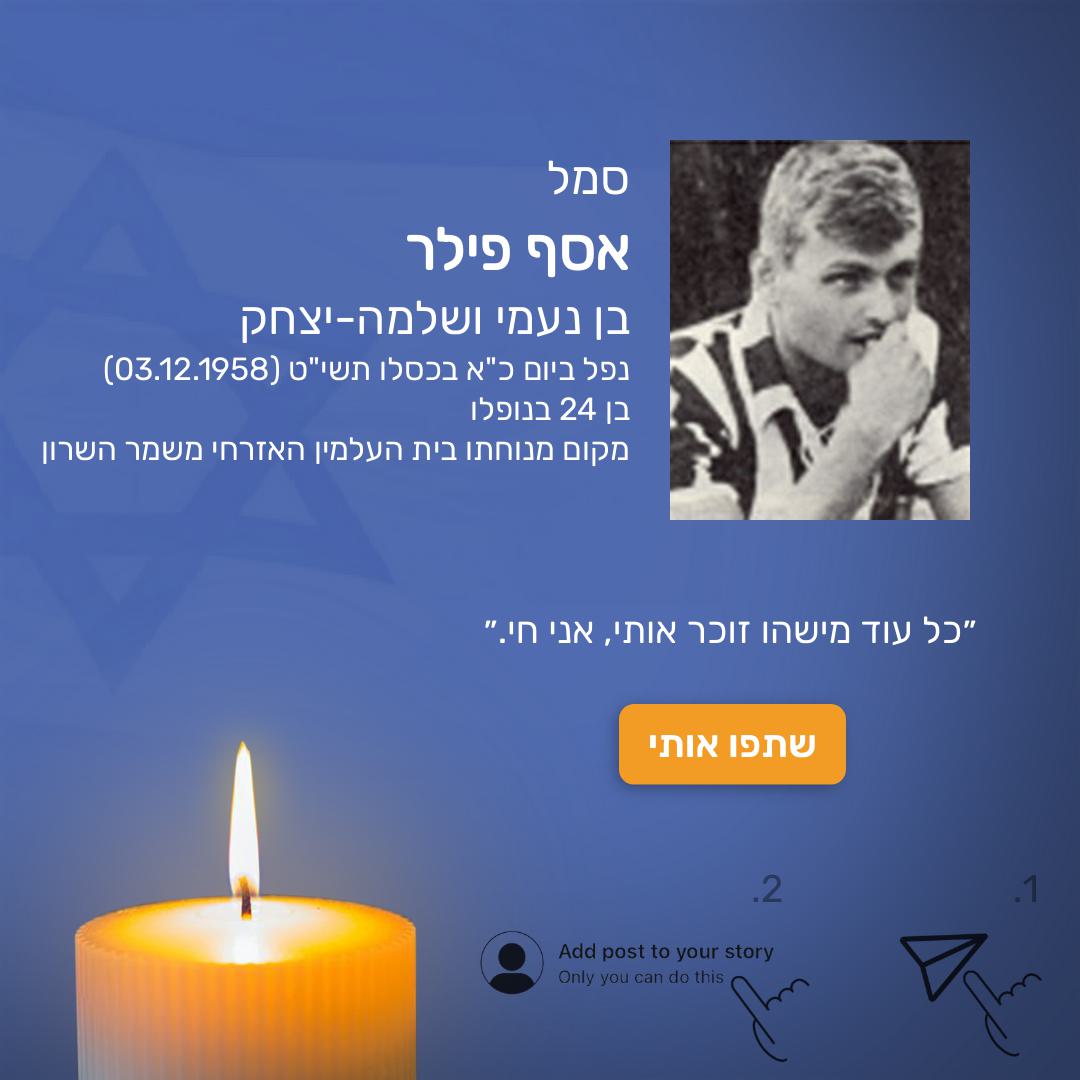 סמל
אסף פילר
בן נעמי ושלמה-יצחק
נפל ביום כ"א בכסלו תשי"ט (03.12.1958)
בן 24 בנופלו
מקום מנוחתו בית העלמין האזרחי משמר השרון
״כל עוד מישהו זוכר אותי, אני חי.״
שתפו אותי
.1
.2
Add post to your story
Only you can do this